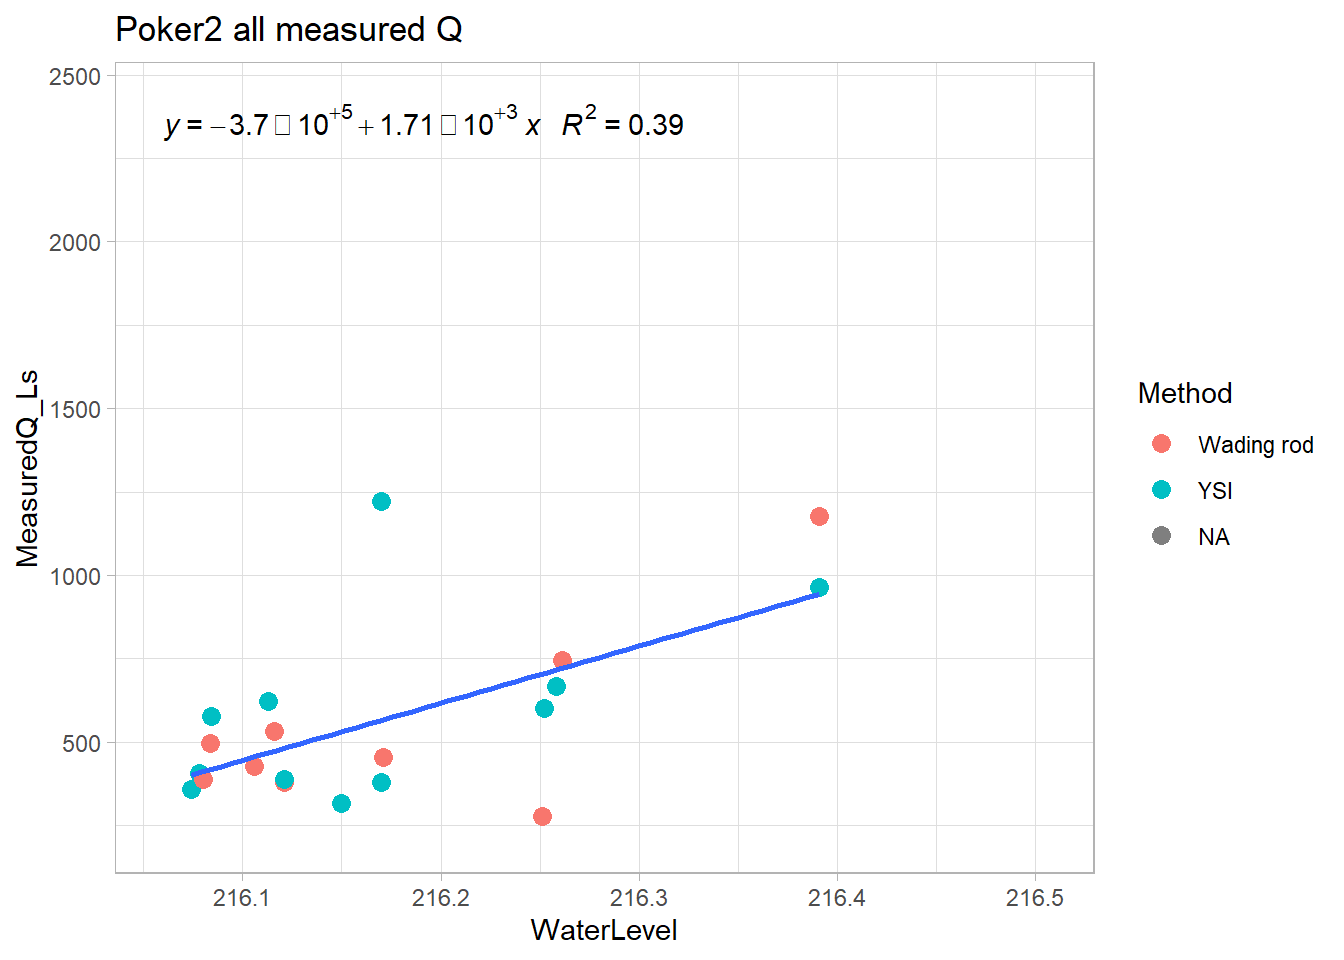 Poker2 all measured Q
y = −3.7 □ 10⁺⁵ + 1.71 □ 10⁺³ x R² = 0.39
2500
2000
1500
1000
500
MeasuredQ_Ls
216.1 216.2 216.3 216.4 216.5
WaterLevel
Method
Wading rod
YSI
NA